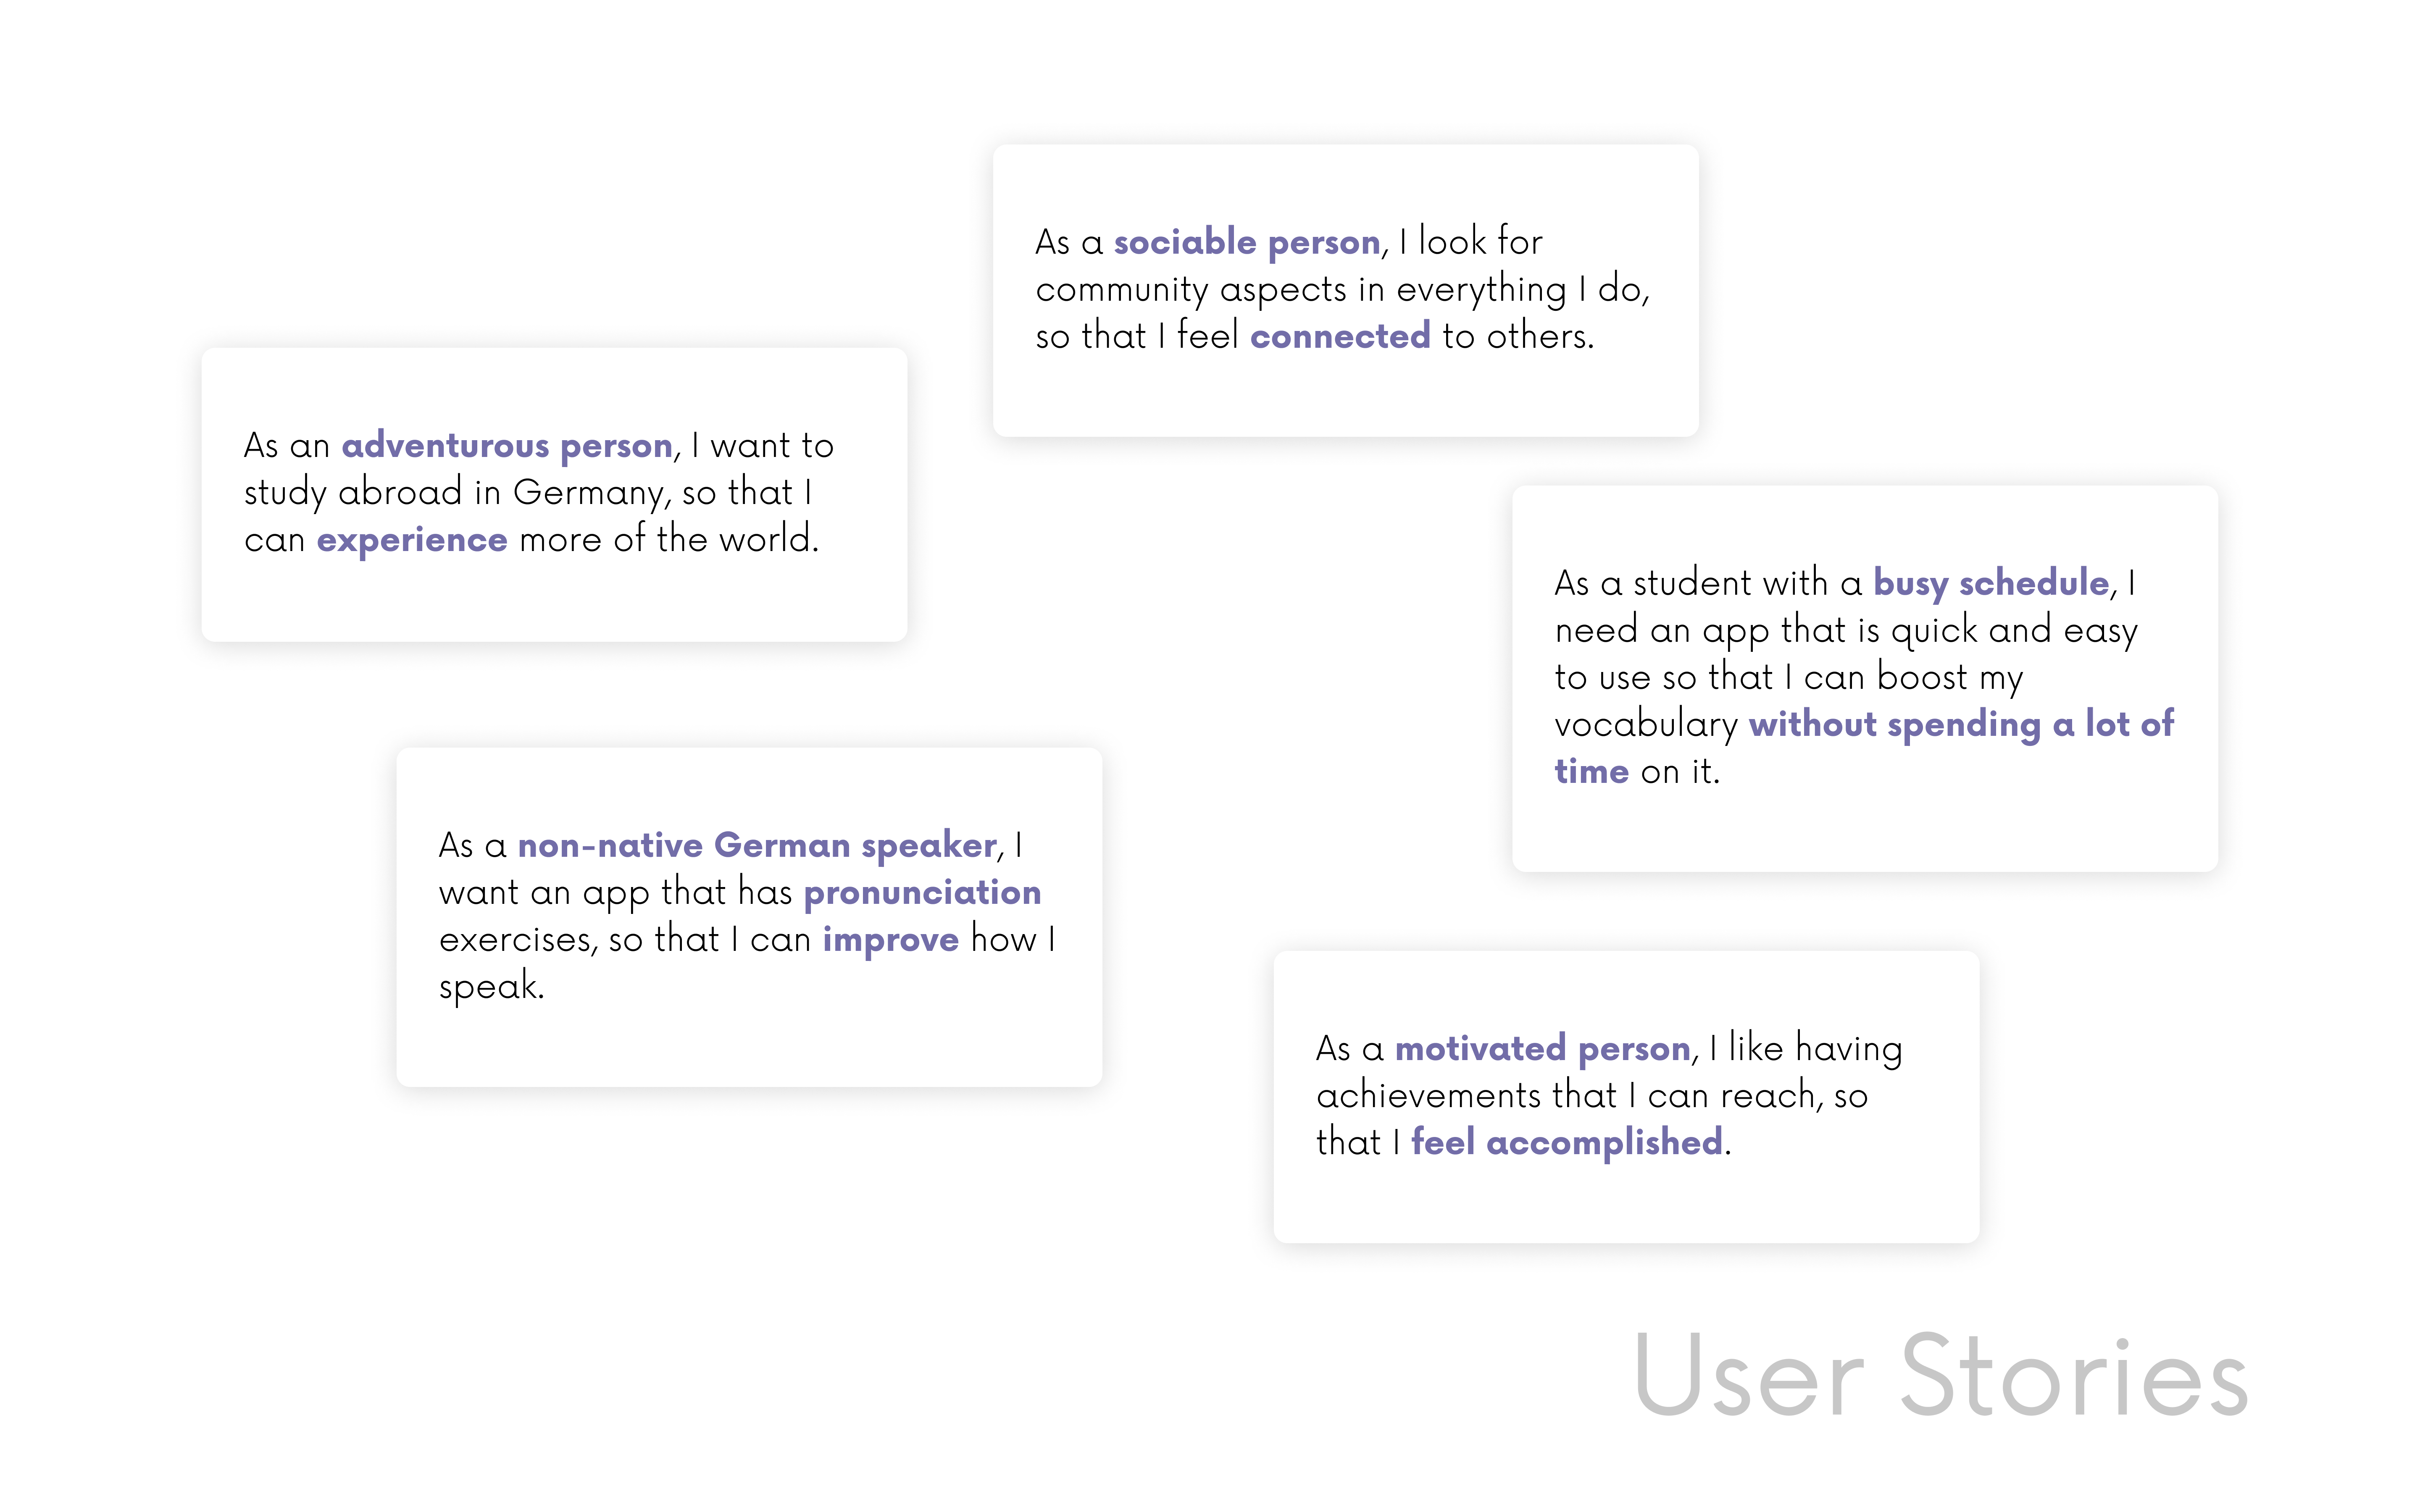 As a sociable person, I look for
community aspects in everything I do,
so that I feel connected to others.
As an adventurous person, I want to
study abroad in Germany, so that I
can experience more of the world.
As a student with a busy schedule, I
need an app that is quick and easy
to use so that I can boost my
vocabulary without spending a lot of
time on it.
As a non-native German speaker, I
want an app that has pronunciation
exercises, so that I can improve how I
speak.
As a motivated person, I like having
achievements that I can reach, so
that I feel accomplished.
User Stories